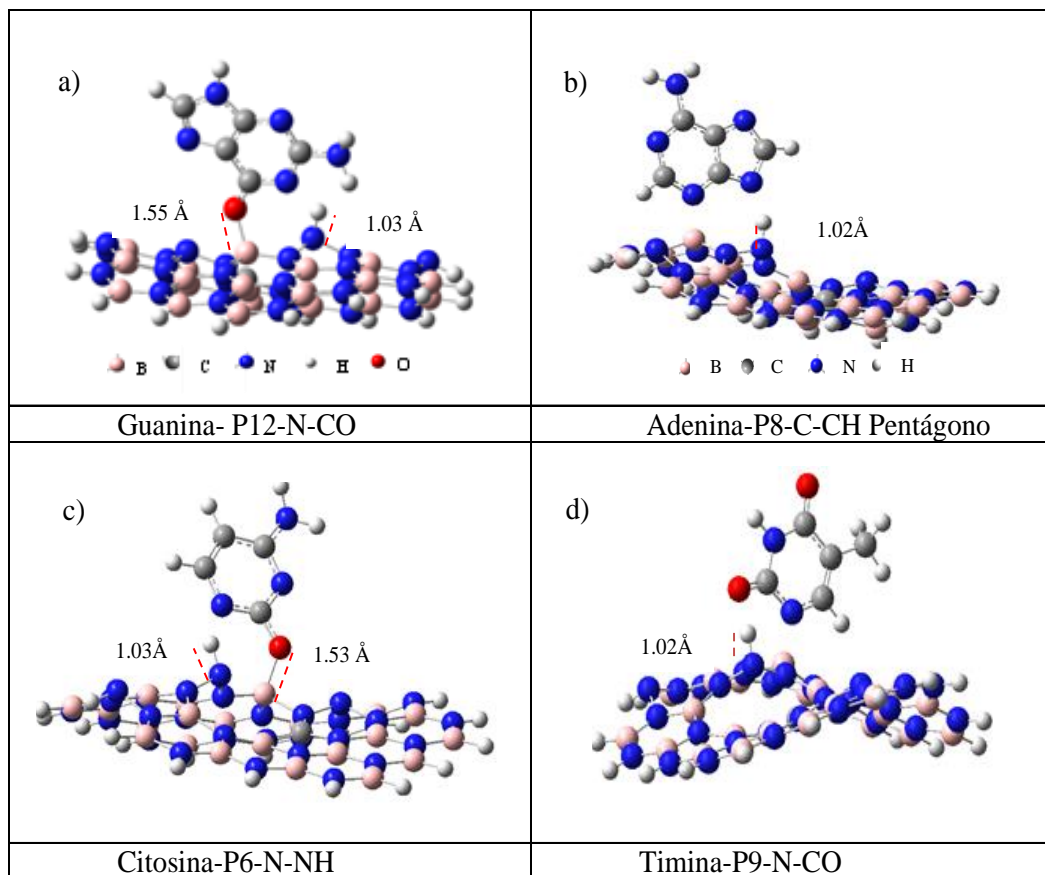 a)
1.55 Å
1.03 Å
B C N H O
Guanina- P12-N-CO
b)
1.02Å
B C N H
Adenina-P8-C-CH Pentágono
c)
1.03Å
1.53 Å
Citosina-P6-N-NH
d)
1.02Å
Timina-P9-N-CO